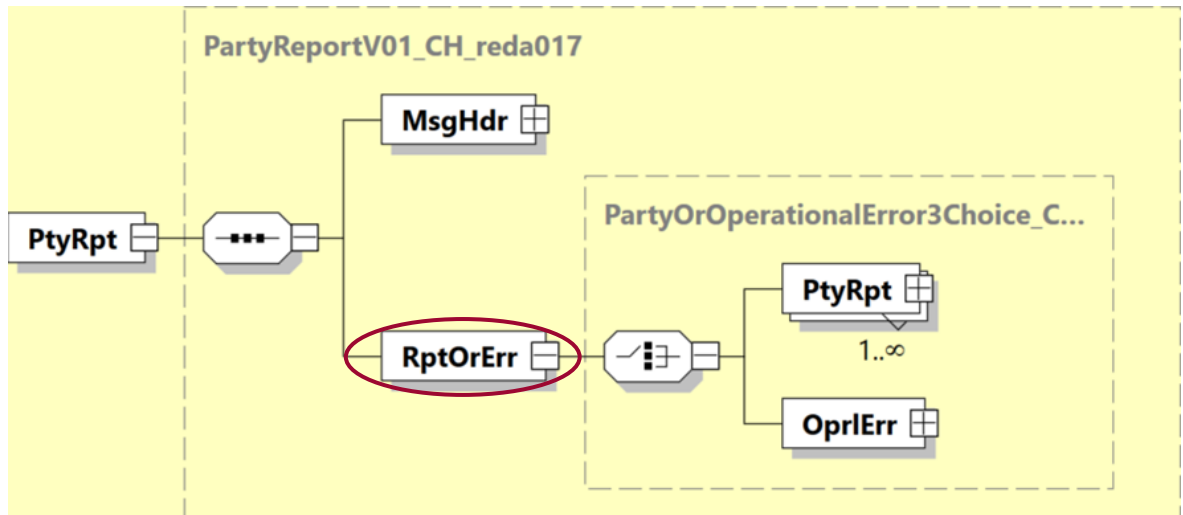 PartyReportV01_CH_reda017
MsgHdr
PartyOrOperationalError3Choice_C...
PtyRpt
PtyRpt
1..∞
RptOrErr
OprlErr